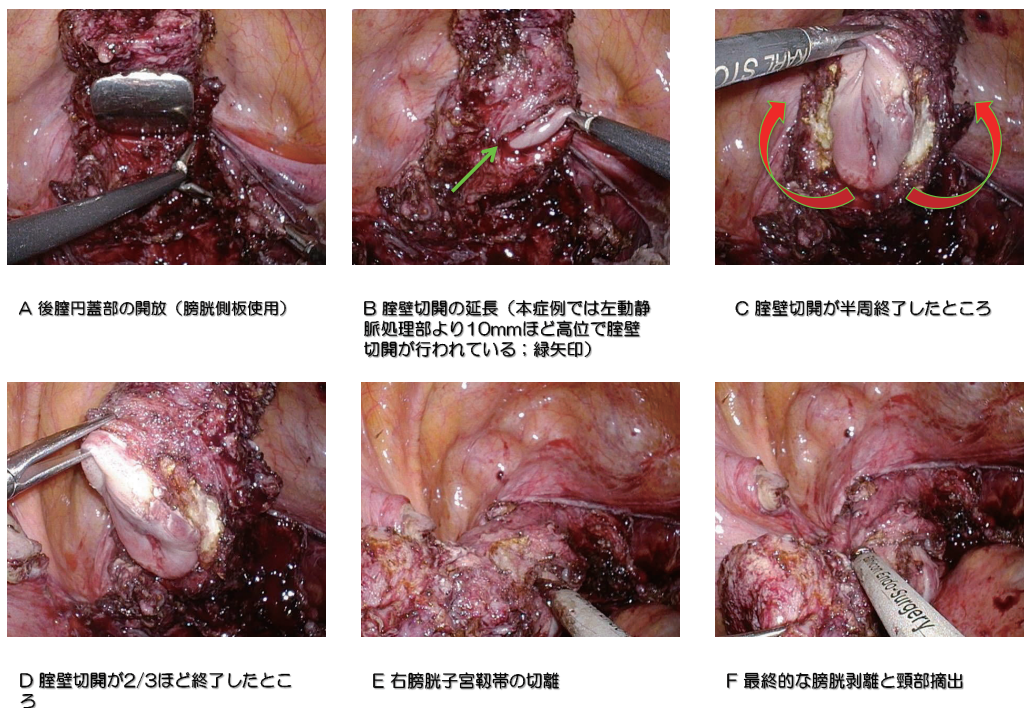 KARL STO
A 後膣円蓋部の開放（膀胱側板使用）
B 腟壁切開の延長（本症例では左動静
脈処理部より10mmほど高位で腟壁
切開が行われている；緑矢印）
C 腟壁切開が半周終了したところ
Endo-Surgery
D 腟壁切開が2/3ほど終了したとこ
ろ
E 右膀胱子宮靱帯の切離
F 最終的な膀胱剥離と頸部摘出